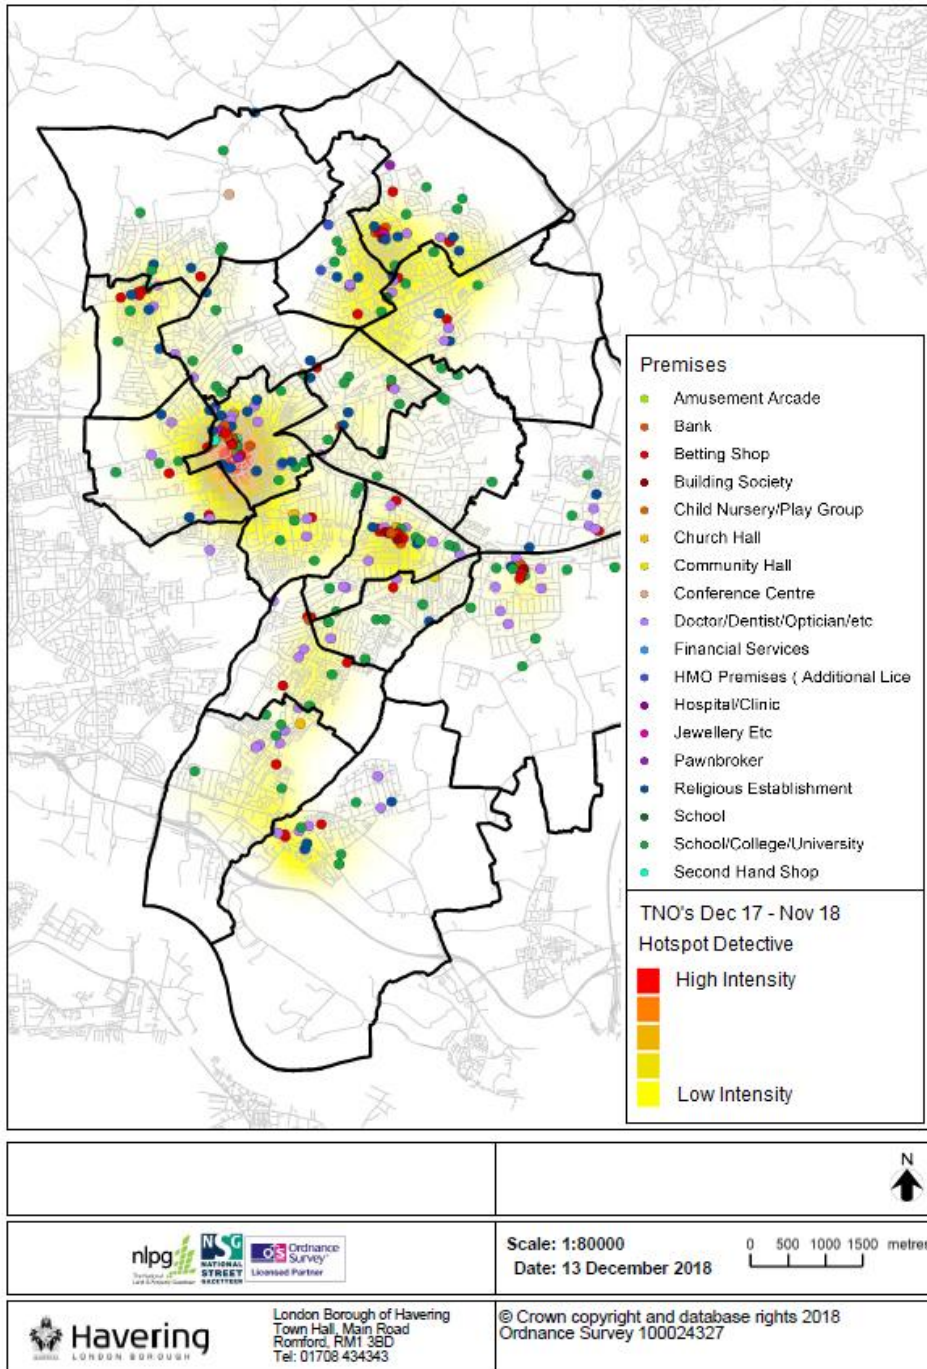 Premises
Amusement Arcade
Bank
Betting Shop
Building Society
Child Nursery/Play Group
Church Hall
Community Hall
Conference Centre
Doctor/Dentist/Optician/etc
Financial Services
HMO Premises ( Additional Lice
Hospital/Clinic
Jewellery Etc
Pawnbroker
Religious Establishment
School
School/College/University
Second Hand Shop
TNO's Dec 17 - Nov 18
Hotspot Detective
High Intensity
Low Intensity
N
nlpg
NSG
NATIONAL
STREET
GAZETTEER
OS Ordnance
Survey
Licensed Partner
Scale: 1:80000
Date: 13 December 2018
0 500 1000 1500 metres
Havering
LONDON BOROUGH
London Borough of Havering
Town Hall, Main Road
Romford, RM1 3BD
Tel: 01708 434343
© Crown copyright and database rights 2018
Ordnance Survey 100024327